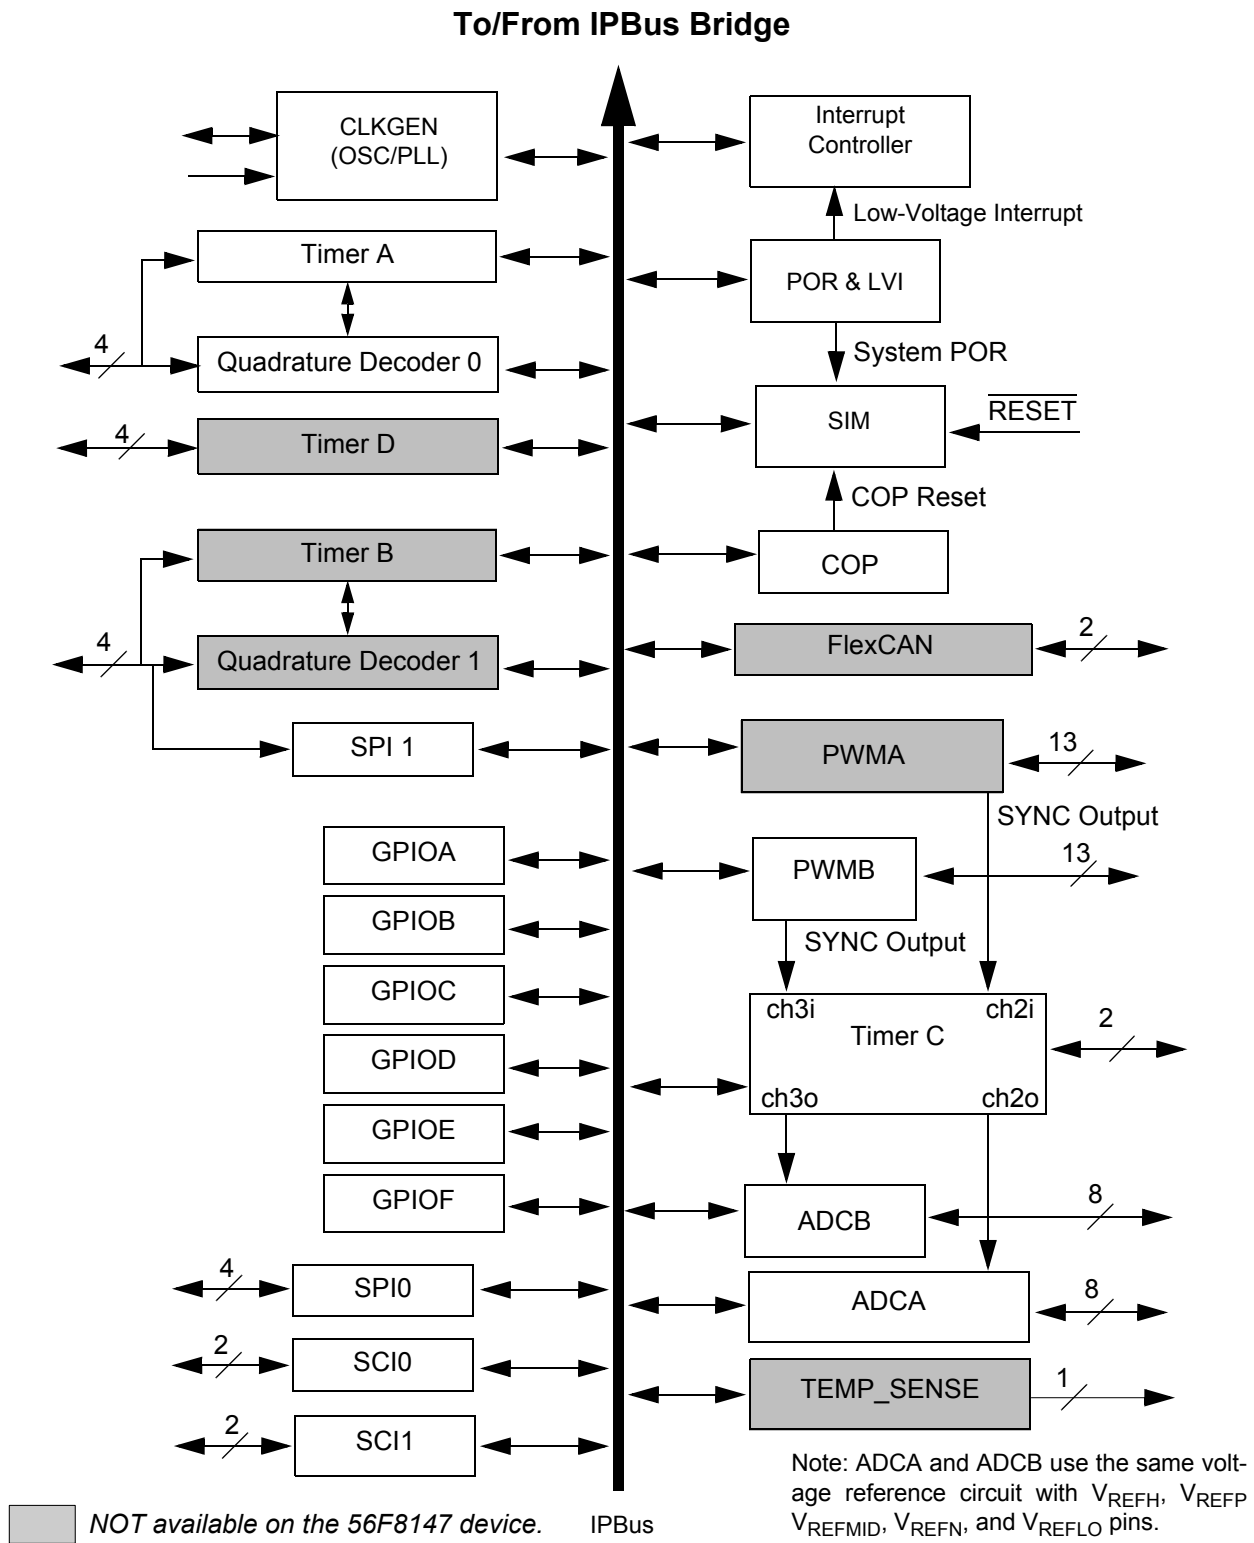 To/From IPBus Bridge
CLKGEN
(OSC/PLL)
Timer A
4
Quadrature Decoder 0
4
Timer D
Timer B
4
Quadrature Decoder 1
SPI 1
GPIOA
GPIOB
GPIOC
GPIOD
GPIOE
GPIOF
4
SPI0
2
SCI0
2
SCI1
Interrupt
Controller
Low-Voltage Interrupt
POR & LVI
System POR
SIM
RESET
COP Reset
COP
FlexCAN
2
PWMA
13
SYNC Output
PWMB
13
SYNC Output
ch3i
ch2i
Timer C
2
ch3o
ch2o
ADCB
8
ADCA
8
TEMP_SENSE
1
NOT available on the 56F8147 device.
IPBus
Note: ADCA and ADCB use the same volt-
age reference circuit with VREFH, VREFP
VREFMID, VREFN, and VREFLO pins.